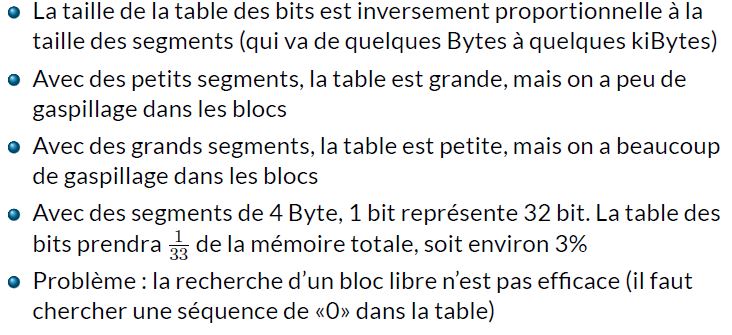 La taille de la table des bits est inversement proportionnelle à la
taille des segments (qui va de quelques Bytes à quelques kiBytes)
Avec des petits segments, la table est grande, mais on a peu de
gaspillage dans les blocs
Avec des grands segments, la table est petite, mais on a beaucoup
de gaspillage dans les blocs
Avec des segments de 4 Byte, 1 bit représente 32 bit. La table des
bits prendra 1/33 de la mémoire totale, soit environ 3%
Problème : la recherche d’un bloc libre n’est pas efficace (il faut
chercher une séquence de «0» dans la table)